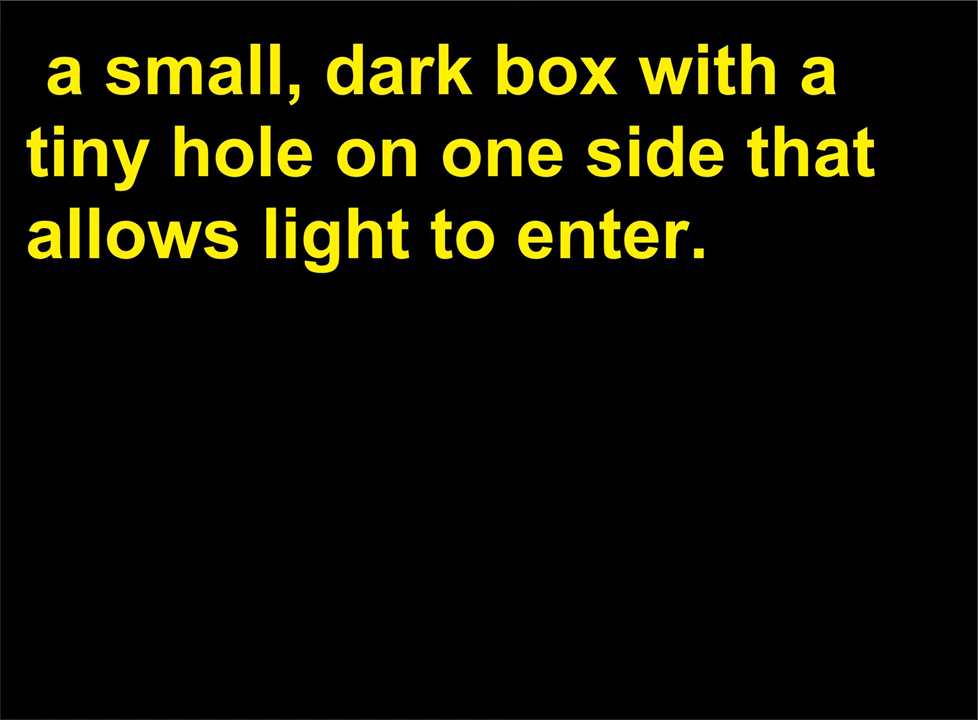 a small, dark box with a
tiny hole on one side that
allows light to enter.